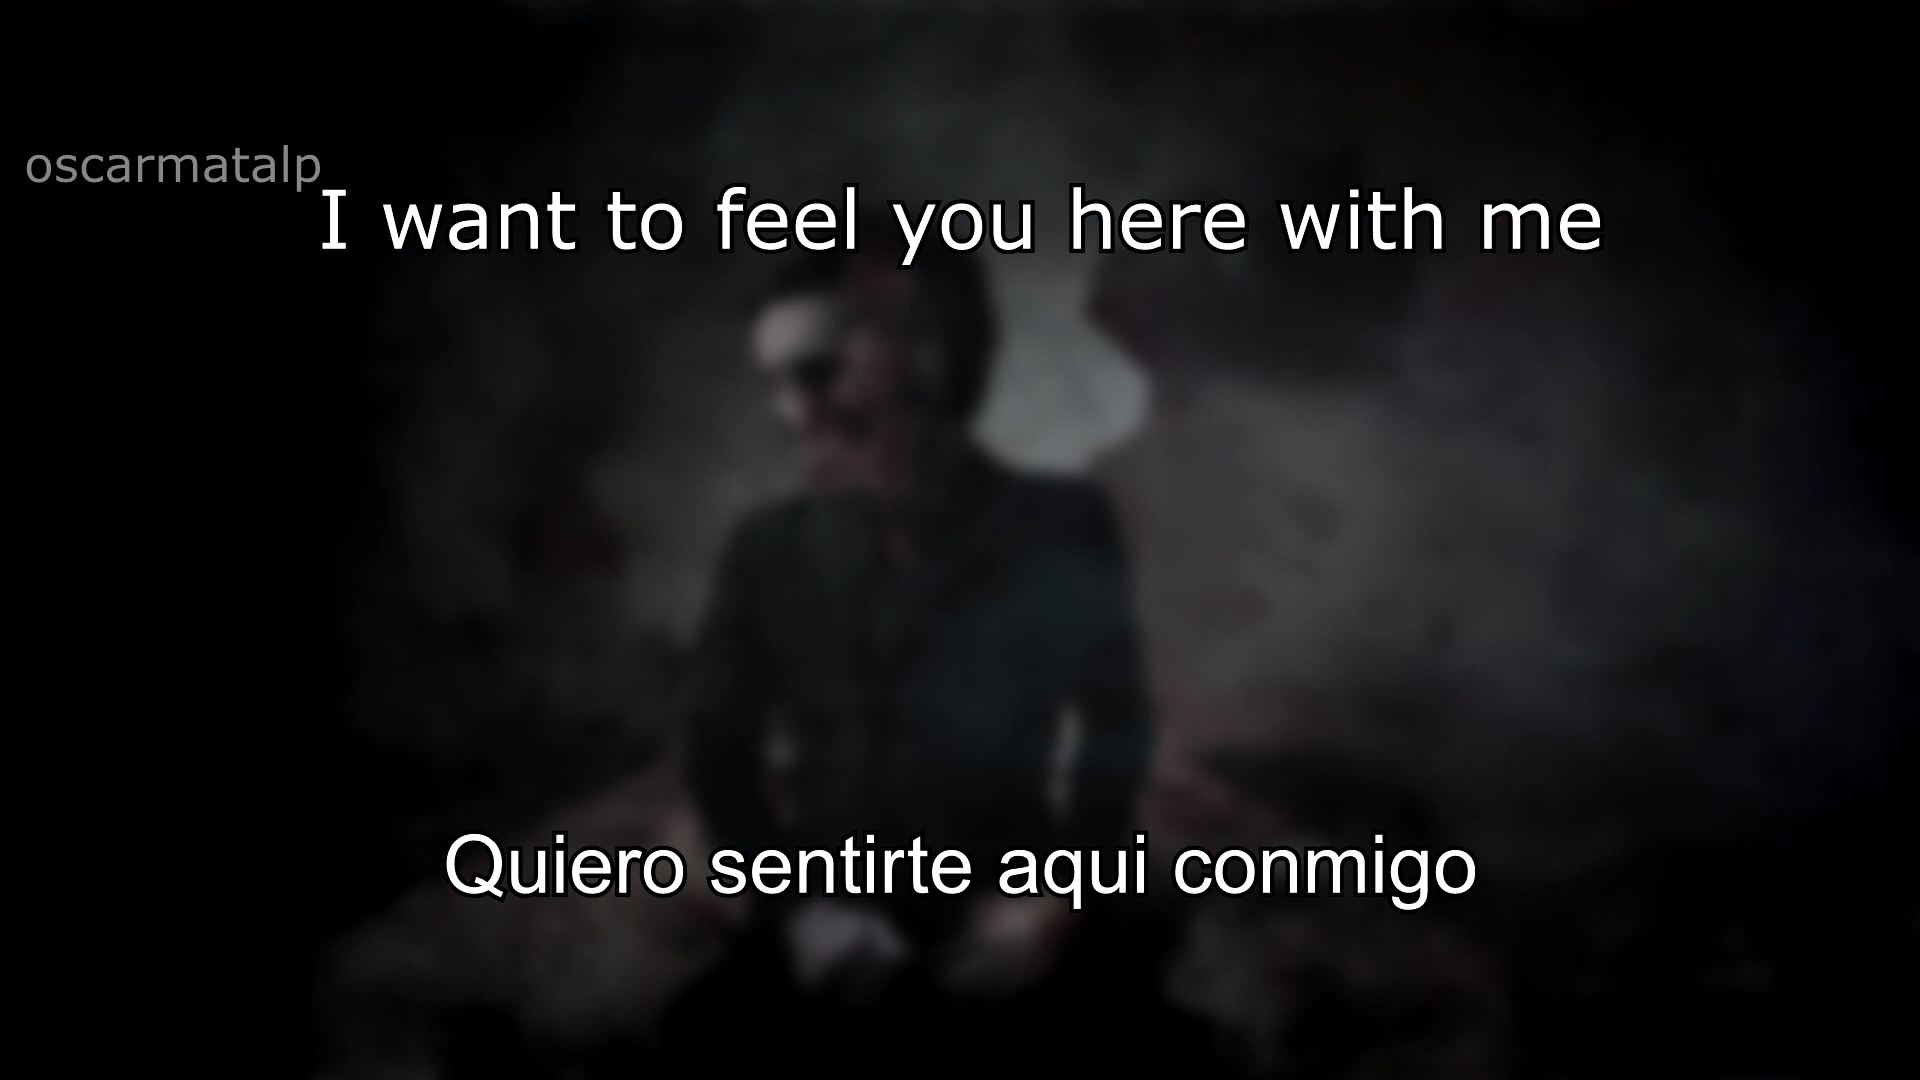 oscarmatalp
I want to feel you here with me
Quiero sentirte aqui conmigo